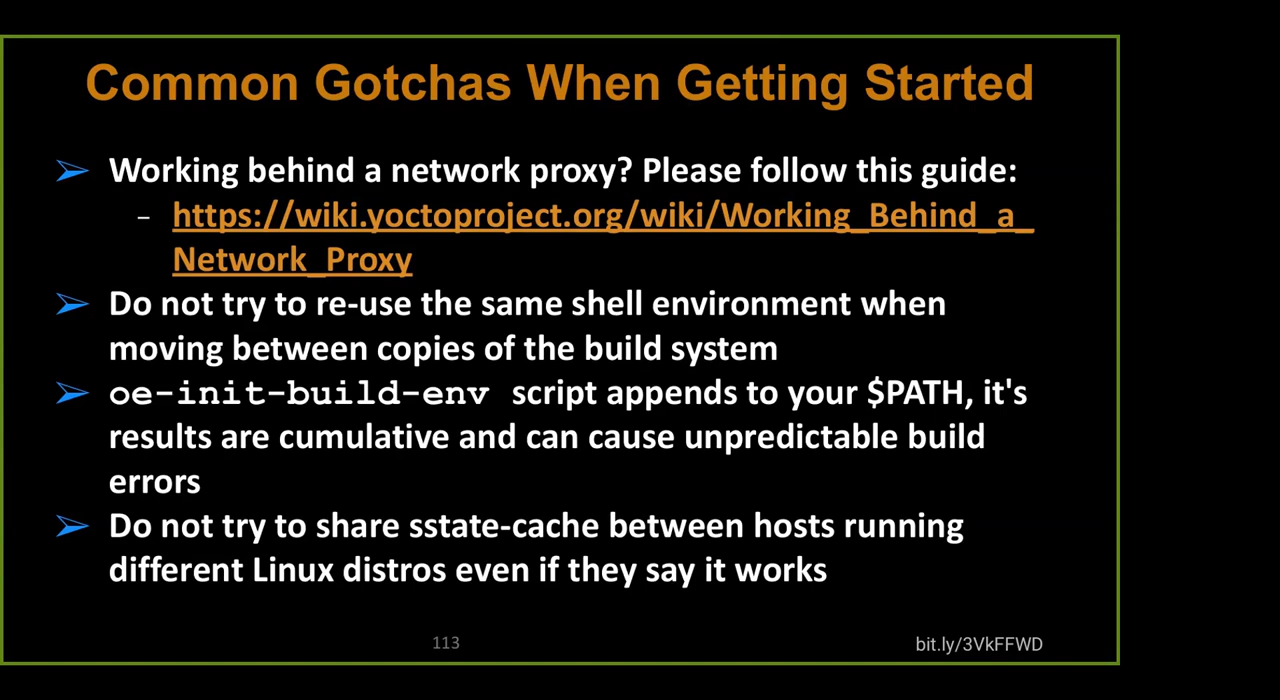 Common Gotchas When Getting Started
➢ Working behind a network proxy? Please follow this guide:
– https://wiki.yoctoproject.org/wiki/Working_Behind_a_
Network_Proxy
➢ Do not try to re-use the same shell environment when
moving between copies of the build system
➢ oe-init-build-env script appends to your $PATH, it's
results are cumulative and can cause unpredictable build
errors
➢ Do not try to share sstate-cache between hosts running
different Linux distros even if they say it works
113
bit.ly/3VkFFWD